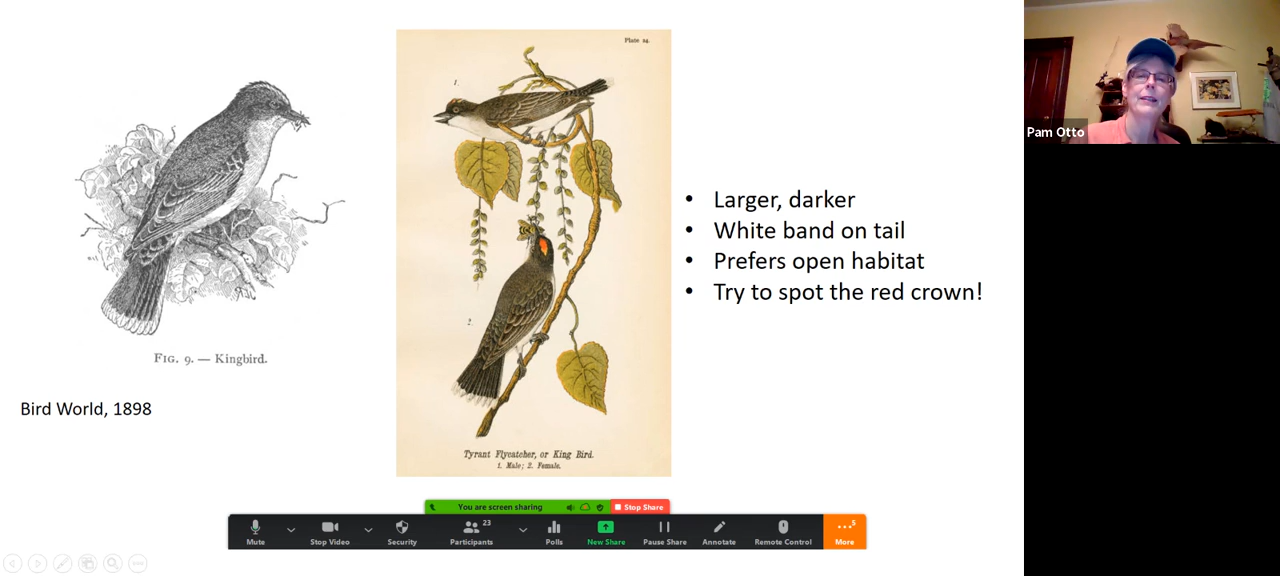 Plate 24.
1.
2.
FIG. 9. — Kingbird.
Bird World, 1898
Tyrant Flycatcher, or King Bird.
1. Male; 2. Female.
• Larger, darker
• White band on tail
• Prefers open habitat
• Try to spot the red crown!
Pam Otto
You are screen sharing
Stop Share
Mute
Stop Video
Security
23
Participants
Polls
New Share
Pause Share
Annotate
Remote Control
5
More